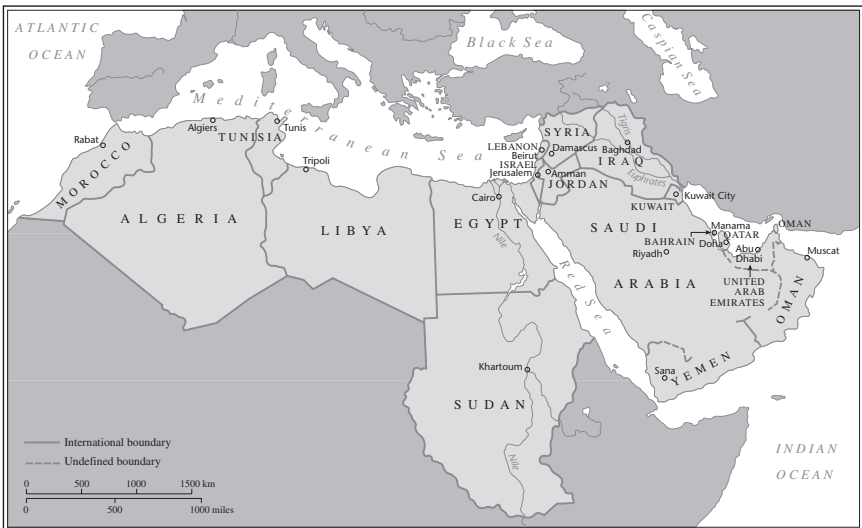 ATLANTIC
OCEAN
Black Sea
Caspian Sea
Mediterranean Sea
Rabat
Algiers
Tunis
TUNISIA
Tripoli
MOROCCO
ALGERIA
LIBYA
EGYPT
Cairo
Nile
SYRIA
Tigris
LEBANON
Beirut
Damascus
Baghdad
ISRAEL
IRAQ
Jerusalem
Amman
JORDAN
Euphrates
Kuwait City
KUWAIT
SAUDI
ARABIA
Manama
QATAR
OMAN
BAHRAIN
Doha
Abu
Dhabi
Riyadh
Muscat
UNITED
ARAB
EMIRATES
OMAN
Red Sea
Sana
YEMEN
Khartoum
SUDAN
Nile
INDIAN
OCEAN
International boundary
Undefined boundary
0 500 1000 1500 km
0 500 1000 miles